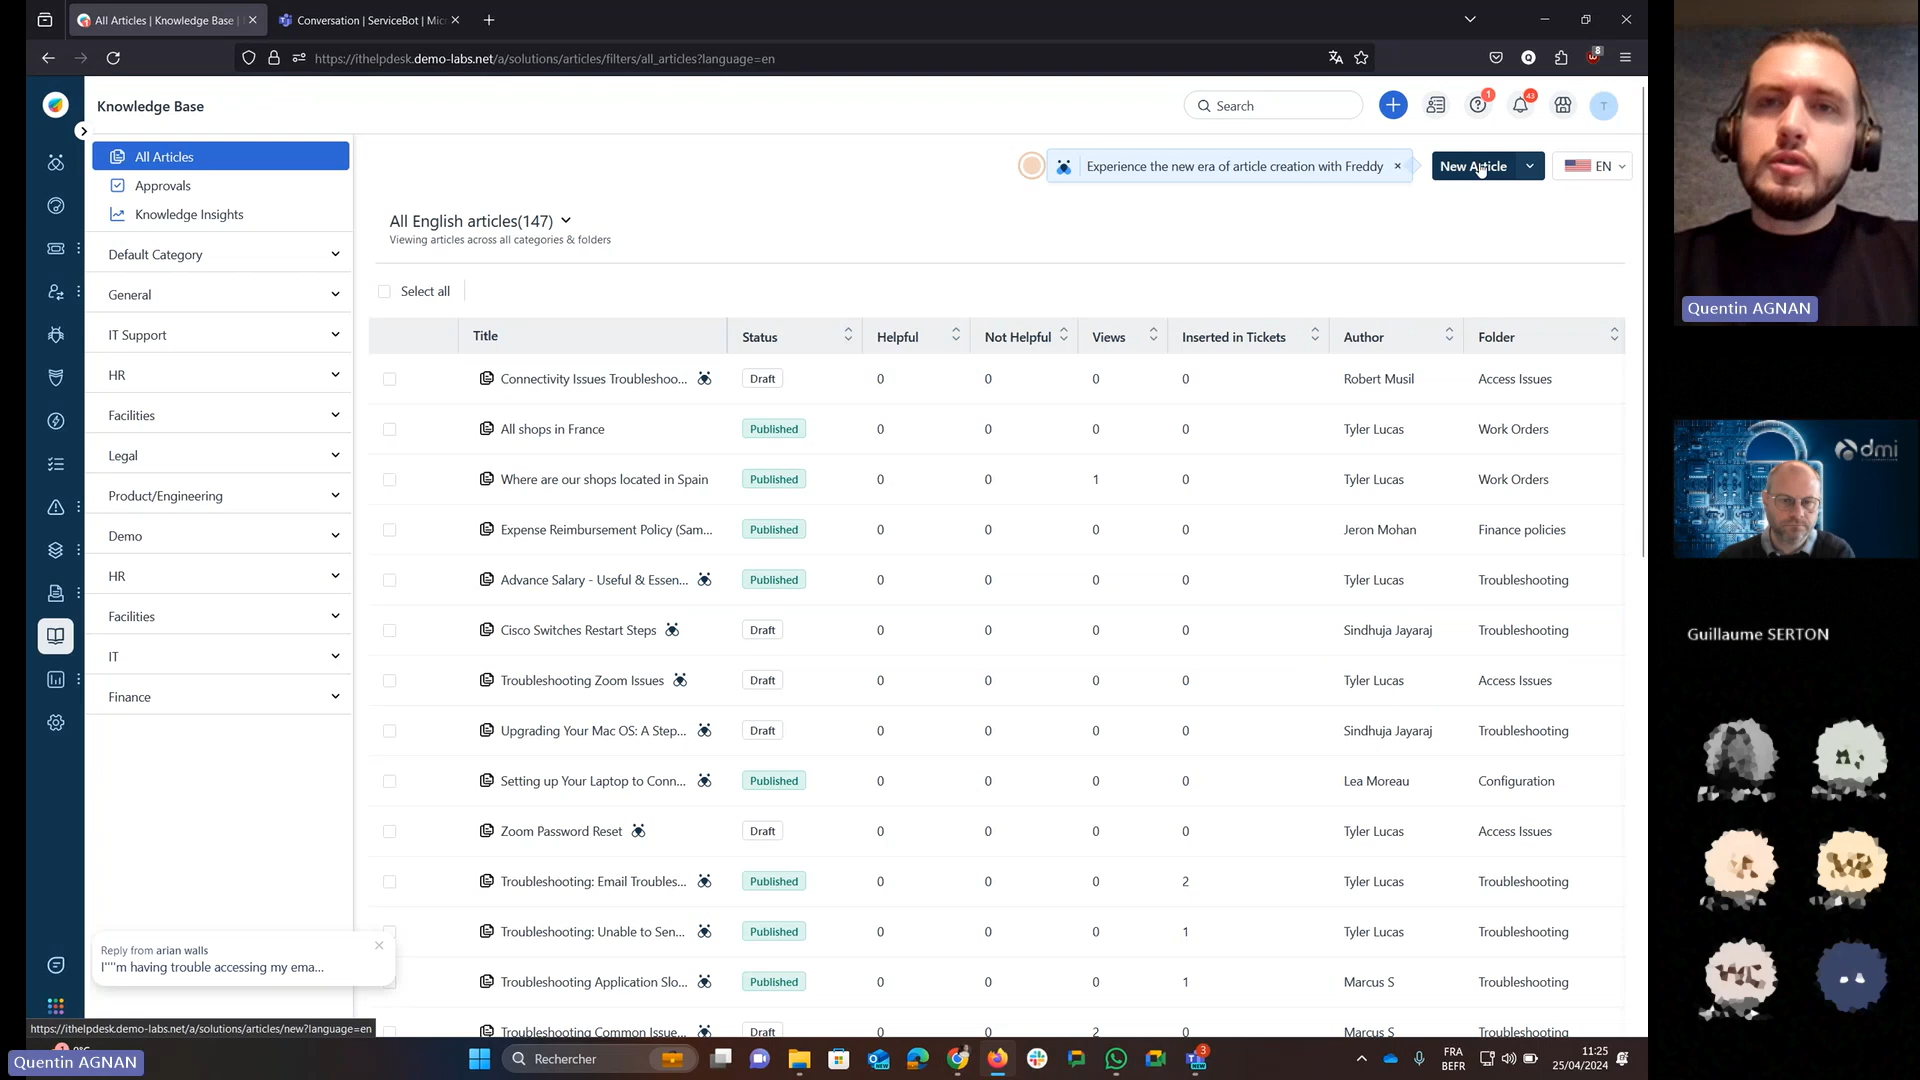 All Articles | Knowledge Base |
Conversation | ServiceBot | Mic
https://ithelpdesk.demo-labs.net/a/solutions/articles/filters/all_articles?language=en
8
Knowledge Base
Search
1
43
T
All Articles
Approvals
Knowledge Insights
Default Category
General
IT Support
HR
Facilities
Legal
Product/Engineering
Demo
HR
Facilities
IT
Finance
Experience the new era of article creation with Freddy
New Article
EN
All English articles(147)
Viewing articles across all categories & folders
Select all
Title Status Helpful Not Helpful Views Inserted in Tickets Author Folder
Connectivity Issues Troubleshoo... Draft 0 0 0 0 Robert Musil Access Issues
All shops in France Published 0 0 0 0 Tyler Lucas Work Orders
Where are our shops located in Spain Published 0 0 1 0 Tyler Lucas Work Orders
Expense Reimbursement Policy (Sam... Published 0 0 0 0 Jeron Mohan Finance policies
Advance Salary - Useful & Essen... Published 0 0 0 0 Tyler Lucas Troubleshooting
Cisco Switches Restart Steps Draft 0 0 0 0 Sindhuja Jayaraj Troubleshooting
Troubleshooting Zoom Issues Draft 0 0 0 0 Tyler Lucas Access Issues
Upgrading Your Mac OS: A Step... Draft 0 0 0 0 Sindhuja Jayaraj Troubleshooting
Setting up Your Laptop to Conn... Published 0 0 0 0 Lea Moreau Configuration
Zoom Password Reset Draft 0 0 0 0 Tyler Lucas Access Issues
Troubleshooting: Email Troubles... Published 0 0 0 2 Tyler Lucas Troubleshooting
Troubleshooting: Unable to Sen... Published 0 0 0 1 Tyler Lucas Troubleshooting
Troubleshooting Application Slo... Published 0 0 0 1 Marcus S Troubleshooting
Troubleshooting Common Issue... Draft 0 0 2 0 Marcus S Troubleshooting
Reply from arian walls
I''''m having trouble accessing my ema...
https://ithelpdesk.demo-labs.net/a/solutions/articles/new?language=en
Quentin AGNAN
Rechercher
3
FRA
BEFR
11:25
25/04/2024
Quentin AGNAN
dmi
Guillaume SERTON